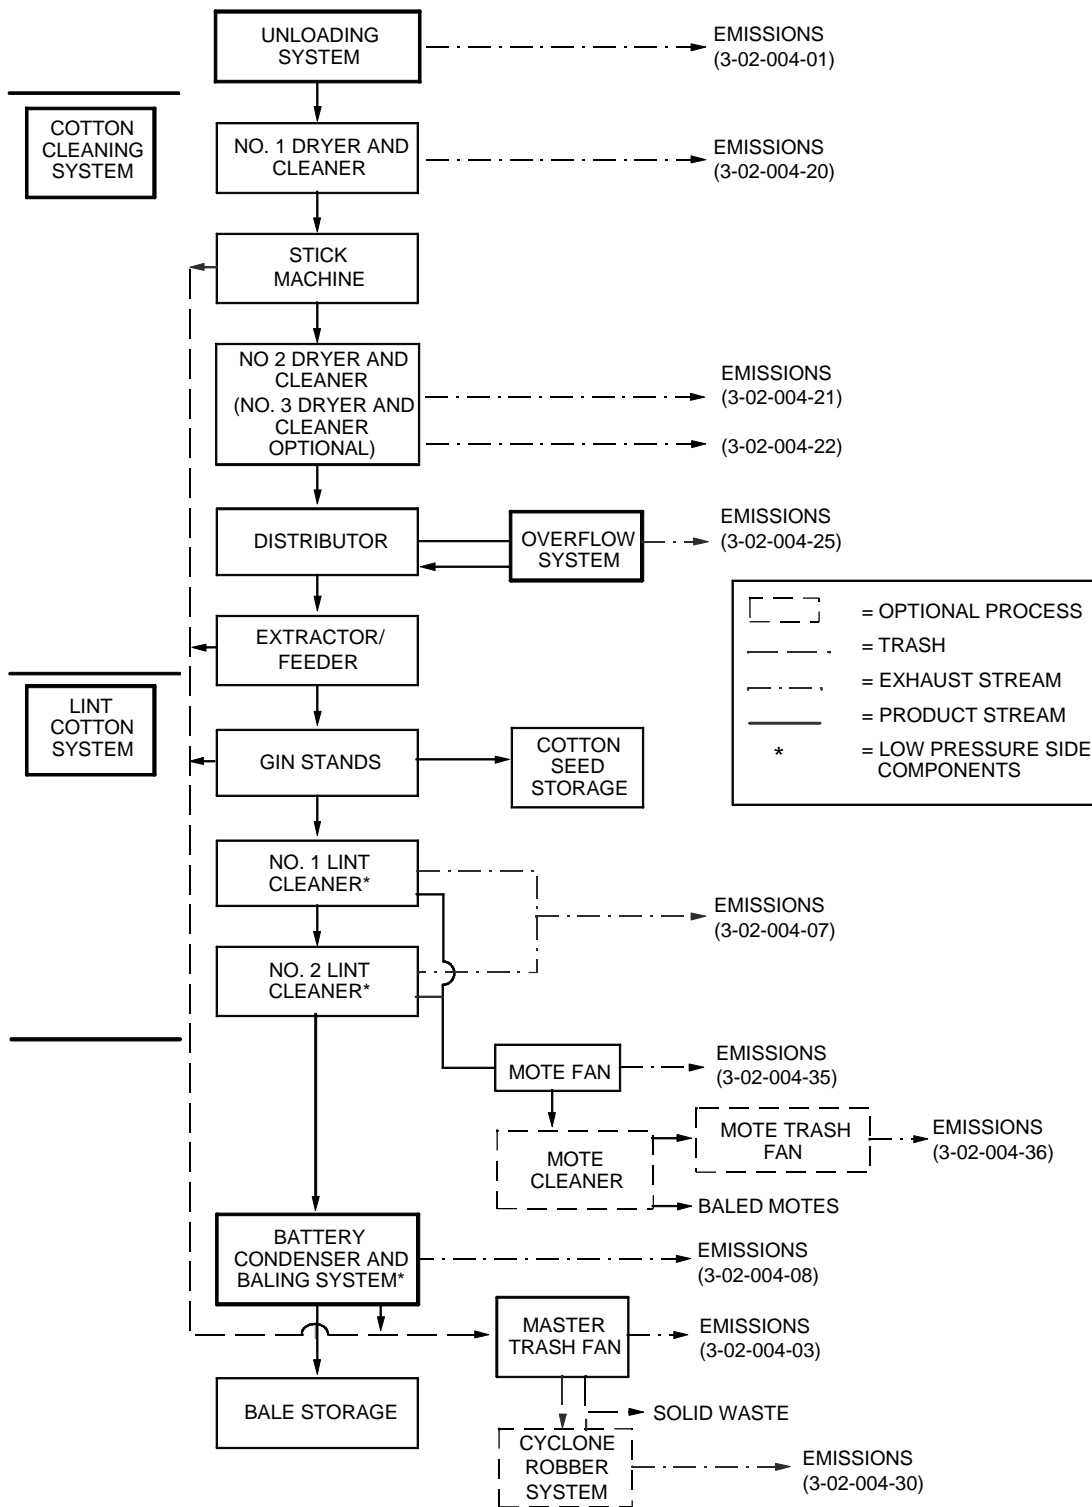 UNLOADING
SYSTEM
EMISSIONS
(3-02-004-01)
COTTON
CLEANING
SYSTEM
NO. 1 DRYER AND
CLEANER
EMISSIONS
(3-02-004-20)
STICK
MACHINE
NO 2 DRYER AND
CLEANER
(NO. 3 DRYER AND
CLEANER
OPTIONAL)
EMISSIONS
(3-02-004-21)
(3-02-004-22)
DISTRIBUTOR
OVERFLOW
SYSTEM
EMISSIONS
(3-02-004-25)
= OPTIONAL PROCESS
= TRASH
= EXHAUST STREAM
= PRODUCT STREAM
* = LOW PRESSURE SIDE
COMPONENTS
EXTRACTOR/
FEEDER
LINT
COTTON
SYSTEM
GIN STANDS
COTTON
SEED
STORAGE
NO. 1 LINT
CLEANER*
EMISSIONS
(3-02-004-07)
NO. 2 LINT
CLEANER*
MOTE FAN
EMISSIONS
(3-02-004-35)
MOTE
CLEANER
MOTE TRASH
FAN
EMISSIONS
(3-02-004-36)
BALED MOTES
BATTERY
CONDENSER AND
BALING SYSTEM*
EMISSIONS
(3-02-004-08)
MASTER
TRASH FAN
EMISSIONS
(3-02-004-03)
BALE STORAGE
SOLID WASTE
CYCLONE
ROBBER
SYSTEM
EMISSIONS
(3-02-004-30)